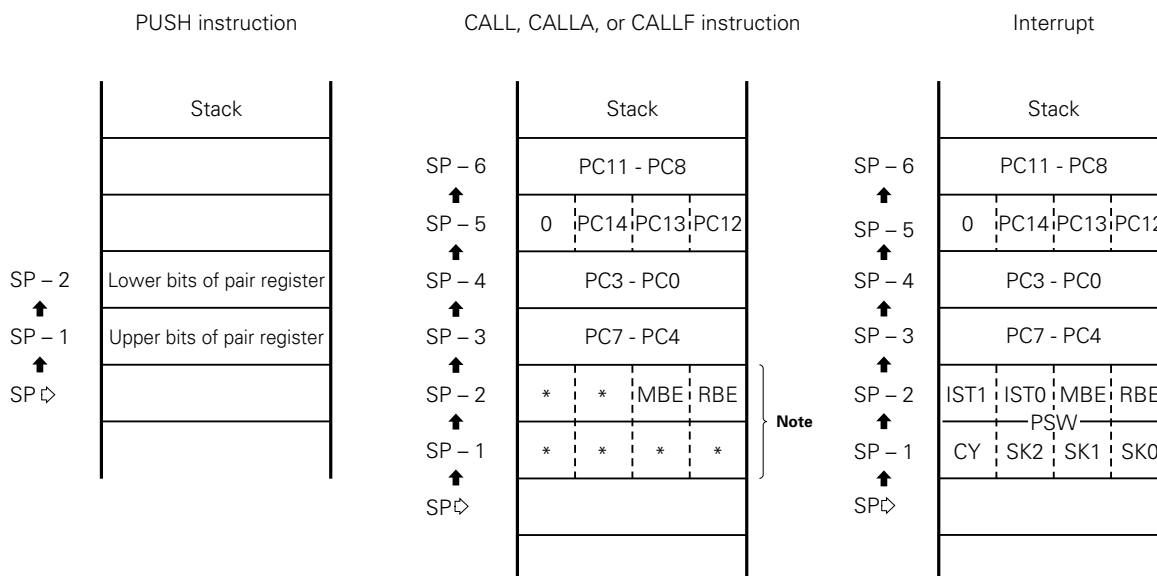 PUSH instruction
Stack
SP – 2 Lower bits of pair register
SP – 1 Upper bits of pair register
SP
CALL, CALLA, or CALLF instruction
Stack
SP – 6 PC11 - PC8
SP – 5 0 PC14 PC13 PC12
SP – 4 PC3 - PC0
SP – 3 PC7 - PC4
SP – 2 * * MBE RBE
Note
SP – 1 * * * *
SP
Interrupt
Stack
SP – 6 PC11 - PC8
SP – 5 0 PC14 PC13 PC12
SP – 4 PC3 - PC0
SP – 3 PC7 - PC4
SP – 2 IST1 IST0 MBE RBE
PSW
SP – 1 CY SK2 SK1 SK0
SP